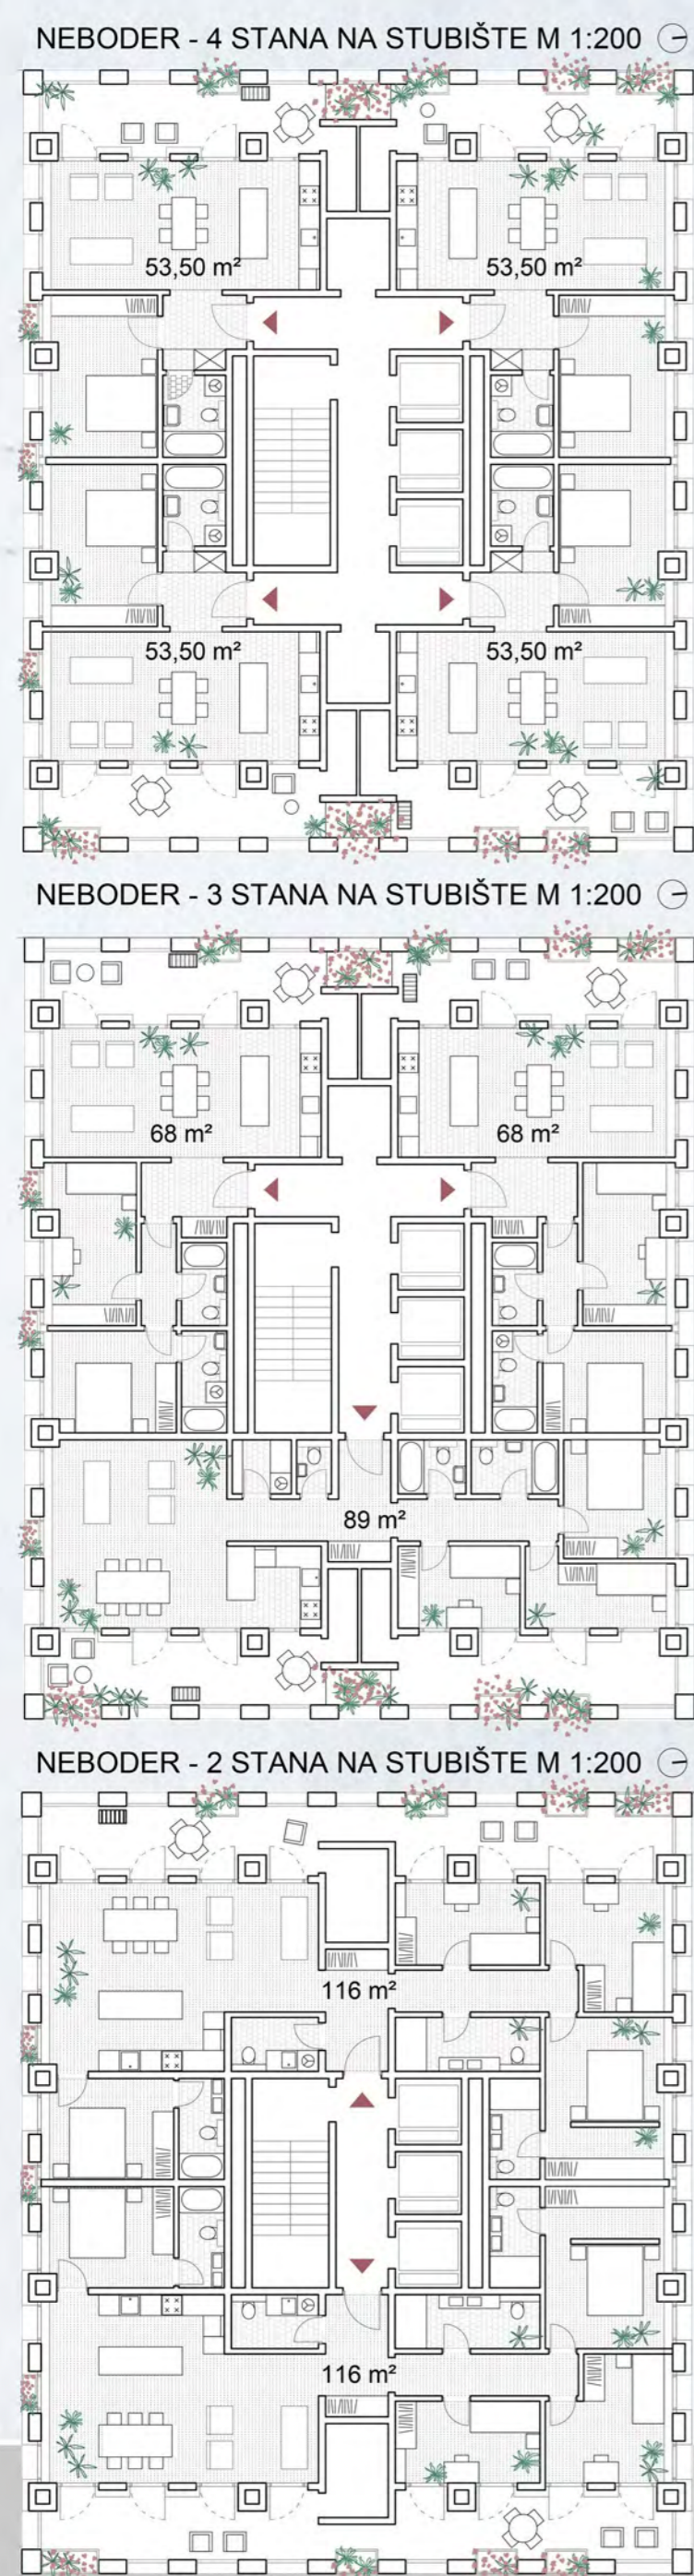 NEBODER - 4 STANA NA STUBIŠTE M 1:200
53,50 m² 53,50 m²
53,50 m² 53,50 m²
NEBODER - 3 STANA NA STUBIŠTE M 1:200
68 m² 68 m²
89 m²
NEBODER - 2 STANA NA STUBIŠTE M 1:200
116 m²
116 m²